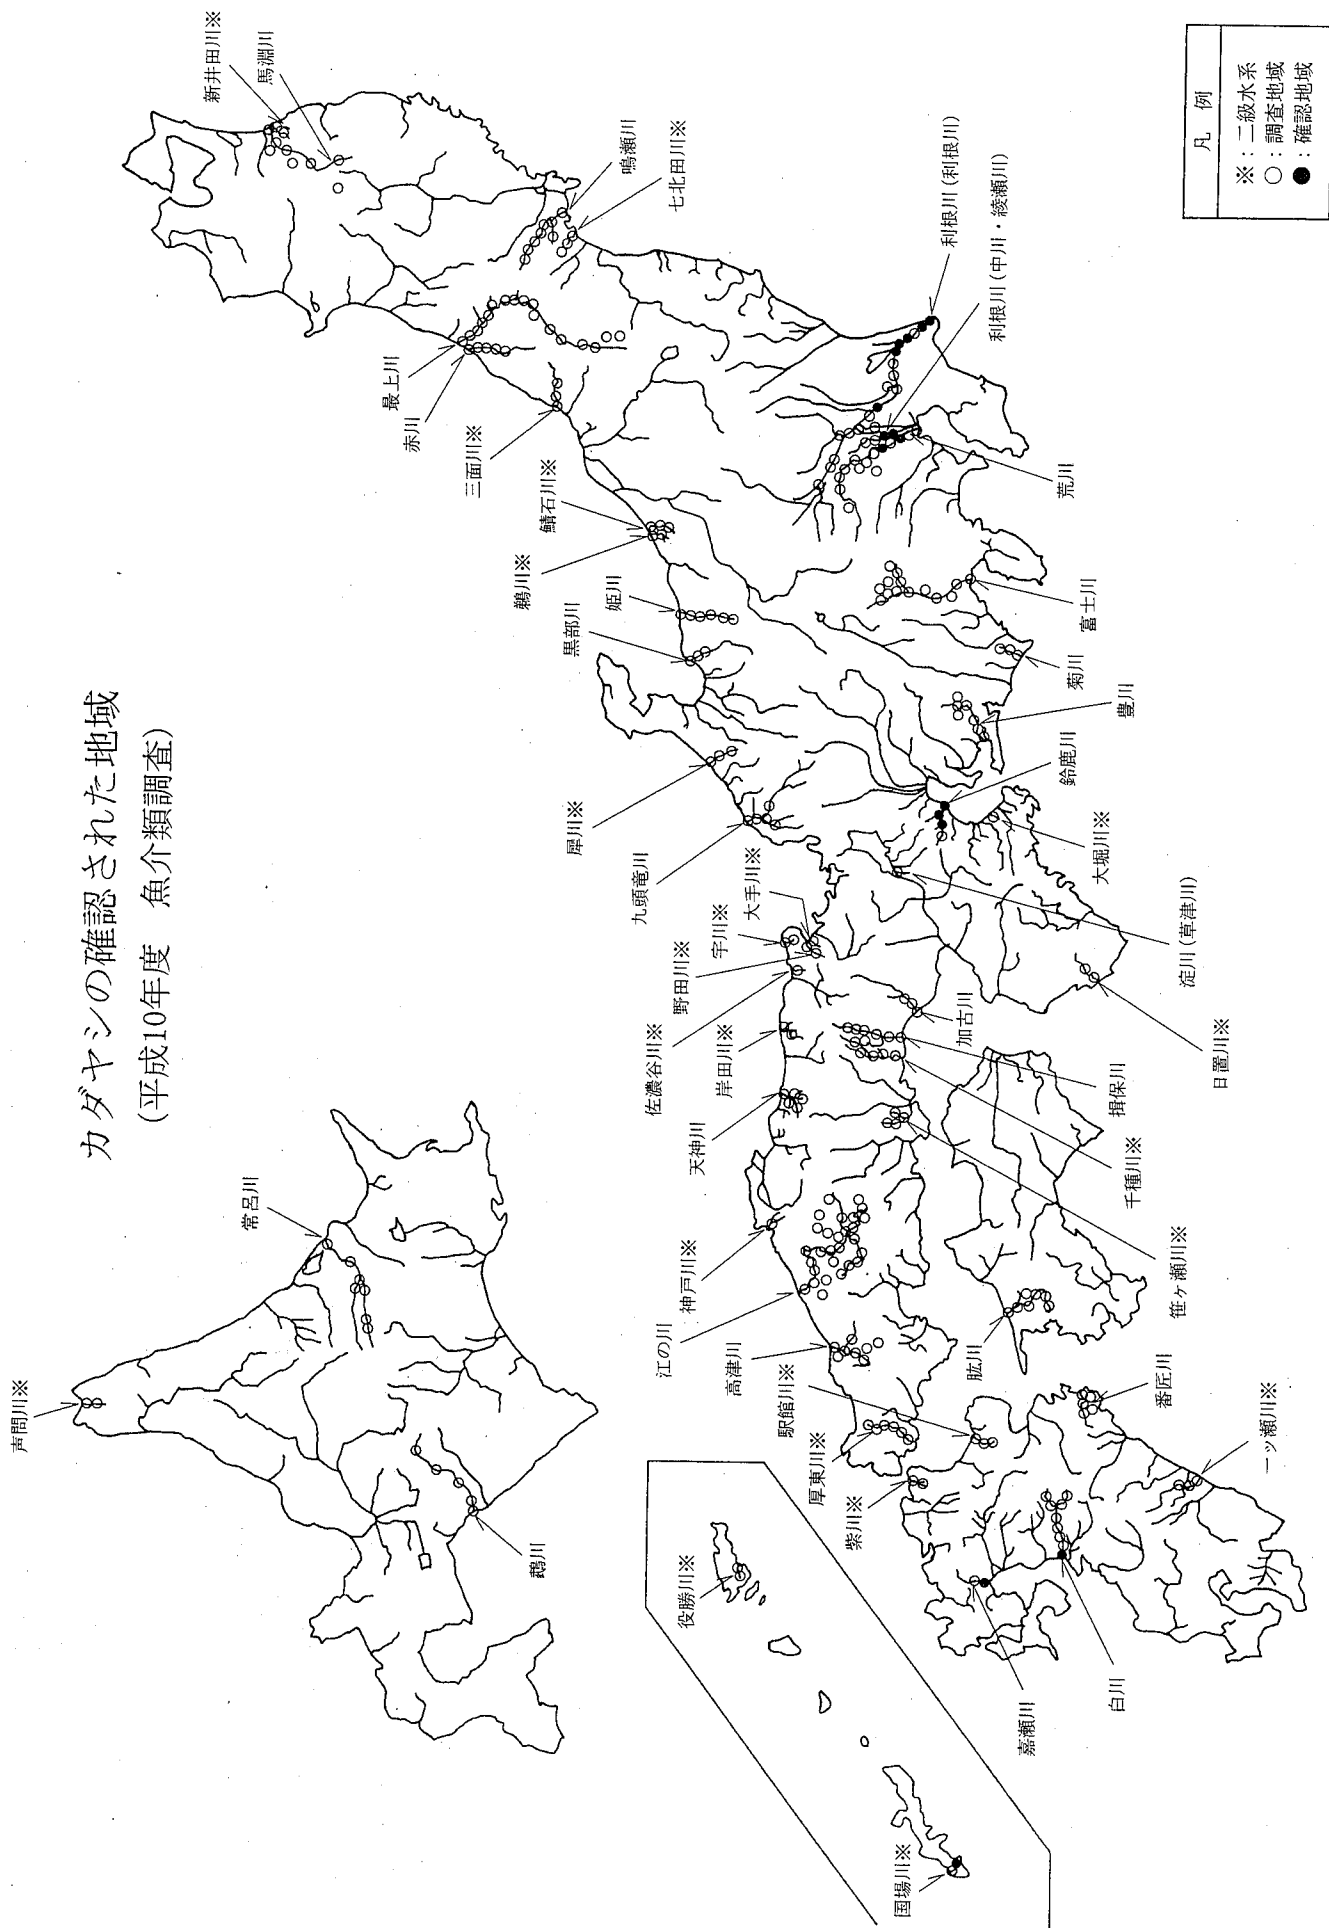 カダヤシの確認された地域
(平成10年度 魚介類調査)
声問川※
常呂川
鵡川
新井田川※
馬淵川
鳴瀬川
七北田川※
最上川
赤川
三面川※
鯖石川※
鵜川※
姫川
黒部川
犀川※
九頭竜川
大手川※
宇川※
野田川※
佐濃谷川※
岸田川※
天神川
神戸川※
江の川
高津川
駅館川※
厚東川※
紫川※
利根川(利根川)
利根川(中川・綾瀬川)
荒川
富士川
菊川
豊川
鈴鹿川
大堀川※
淀川(草津川)
日置川※
加古川
揖保川
千種川※
笹ヶ瀬川※
肱川
番匠川
一ッ瀬川※
白川
嘉瀬川
役勝川※
国場川※
凡 例
※:二級水系
○:調査地域
●:確認地域